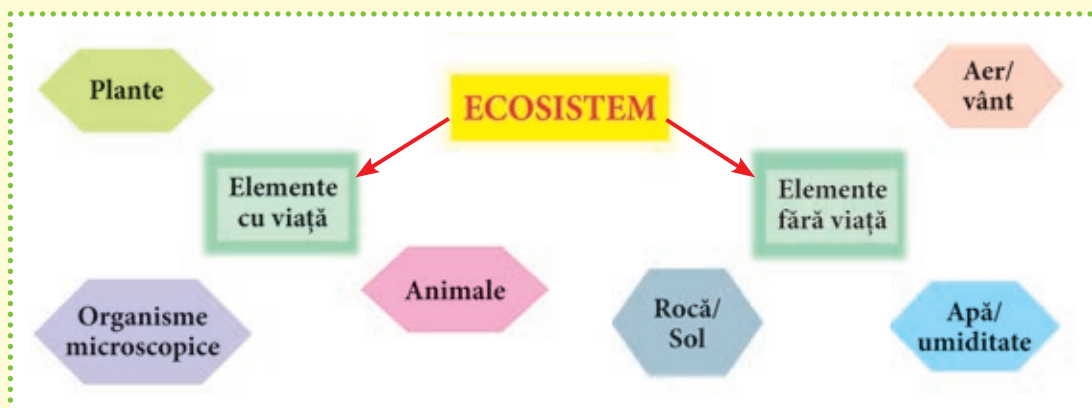 ECOSISTEM
Plante
Aer/
vânt
Elemente
cu viață
Elemente
fără viață
Animale
Organisme
microscopice
Rocă/
Sol
Apă/
umiditate